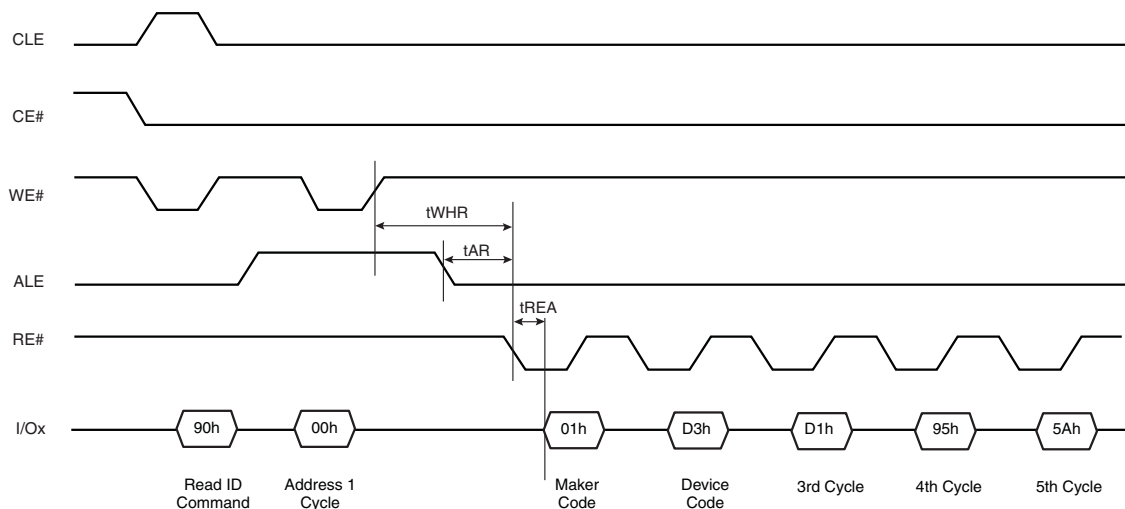 CLE
CE#
WE#
tWHR
tAR
ALE
tREA
RE#
I/Ox
90h
00h
01h
D3h
D1h
95h
5Ah
Read ID
Command
Address 1
Cycle
Maker
Code
Device
Code
3rd Cycle
4th Cycle
5th Cycle